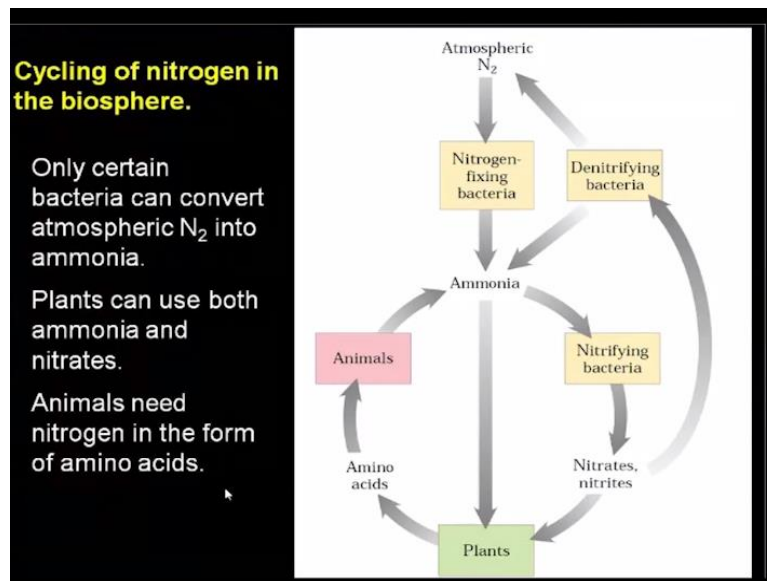 Cycling of nitrogen in
the biosphere.
Only certain
bacteria can convert
atmospheric N₂ into
ammonia.
Plants can use both
ammonia and
nitrates.
Animals need
nitrogen in the form
of amino acids.
Atmospheric
N₂
Nitrogen-
fixing
bacteria
Denitrifying
bacteria
Ammonia
Animals
Nitrifying
bacteria
Amino
acids
Nitrates,
nitrites
Plants